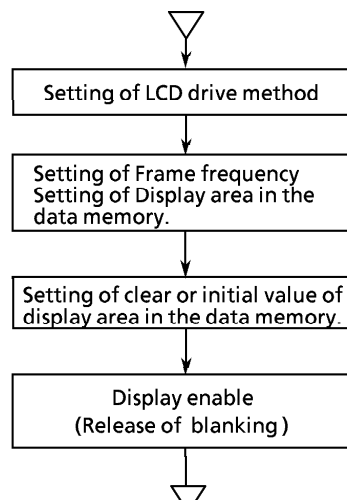 Setting of LCD drive method
Setting of Frame frequency
Setting of Display area in the
data memory.
Setting of clear or initial value of
display area in the data memory.
Display enable
(Release of blanking)